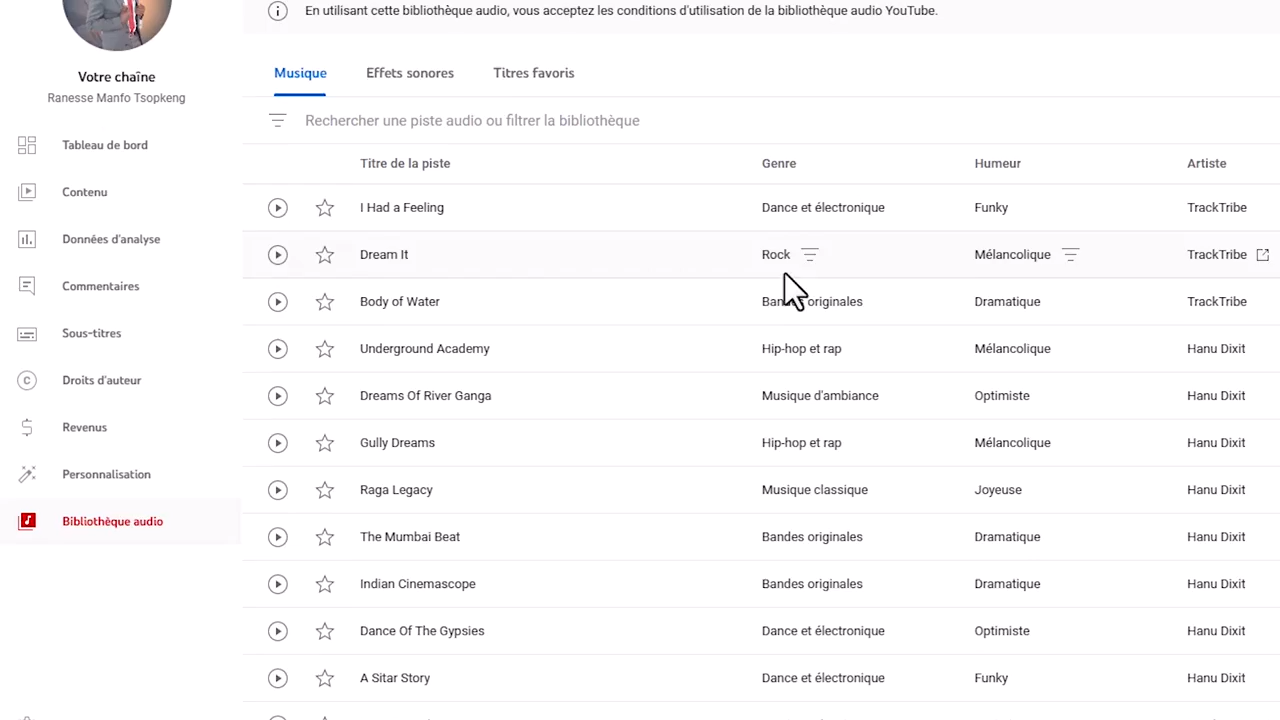 En utilisant cette bibliothèque audio, vous acceptez les conditions d'utilisation de la bibliothèque audio YouTube.
Votre chaîne
Ranesse Manfo Tsopkeng
Tableau de bord
Contenu
Données d'analyse
Commentaires
Sous-titres
Droits d'auteur
Revenus
Personnalisation
Bibliothèque audio
Musique Effets sonores Titres favoris
Rechercher une piste audio ou filtrer la bibliothèque
Titre de la piste Genre Humeur Artiste
I Had a Feeling Dance et électronique Funky TrackTribe
Dream It Rock Mélancolique TrackTribe
Body of Water Bandes originales Dramatique TrackTribe
Underground Academy Hip-hop et rap Mélancolique Hanu Dixit
Dreams Of River Ganga Musique d'ambiance Optimiste Hanu Dixit
Gully Dreams Hip-hop et rap Mélancolique Hanu Dixit
Raga Legacy Musique classique Joyeuse Hanu Dixit
The Mumbai Beat Bandes originales Dramatique Hanu Dixit
Indian Cinemascope Bandes originales Dramatique Hanu Dixit
Dance Of The Gypsies Dance et électronique Optimiste Hanu Dixit
A Sitar Story Dance et électronique Funky Hanu Dixit